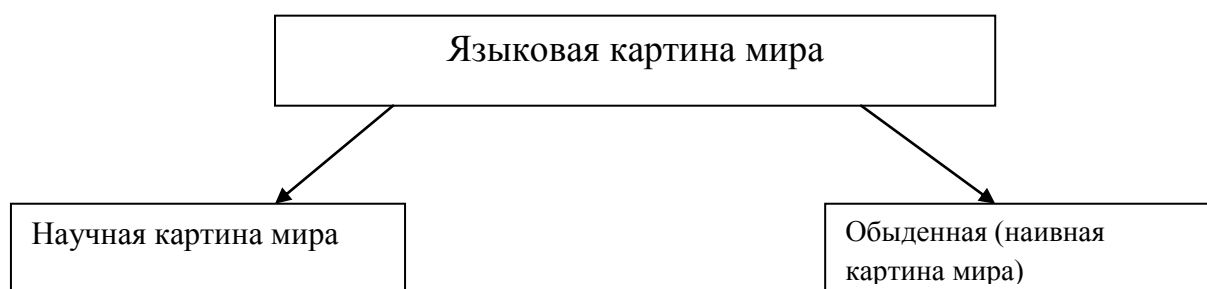 Языковая картина мира
Научная картина мира
Обыденная (наивная
картина мира)